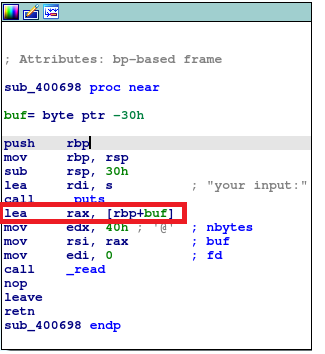 ; Attributes: bp-based frame
sub_400698 proc near
buf= byte ptr -30h
push rbp
mov rbp, rsp
sub rsp, 30h
lea rdi, s ; "your input:"
call _puts
lea rax, [rbp+buf]
mov edx, 40h ; '@' ; nbytes
mov rsi, rax ; buf
mov edi, 0 ; fd
call _read
nop
leave
retn
sub_400698 endp